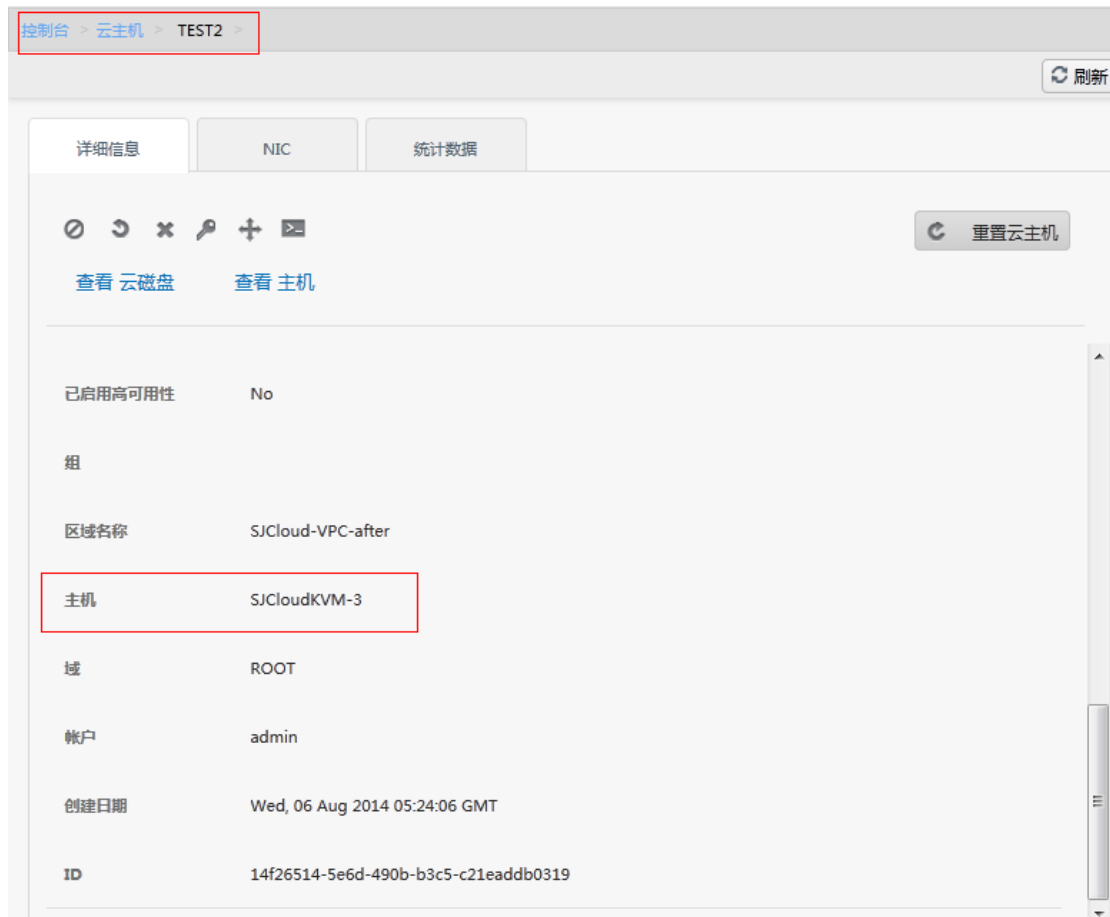 控制台 > 云主机 > TEST2 >
刷新
详细信息 NIC 统计数据
重置云主机
查看 云磁盘 查看 主机
已启用高可用性 No
组
区域名称 SJCloud-VPC-after
主机 SJCloudKVM-3
域 ROOT
帐户 admin
创建日期 Wed, 06 Aug 2014 05:24:06 GMT
ID 14f26514-5e6d-490b-b3c5-c21eaddb0319